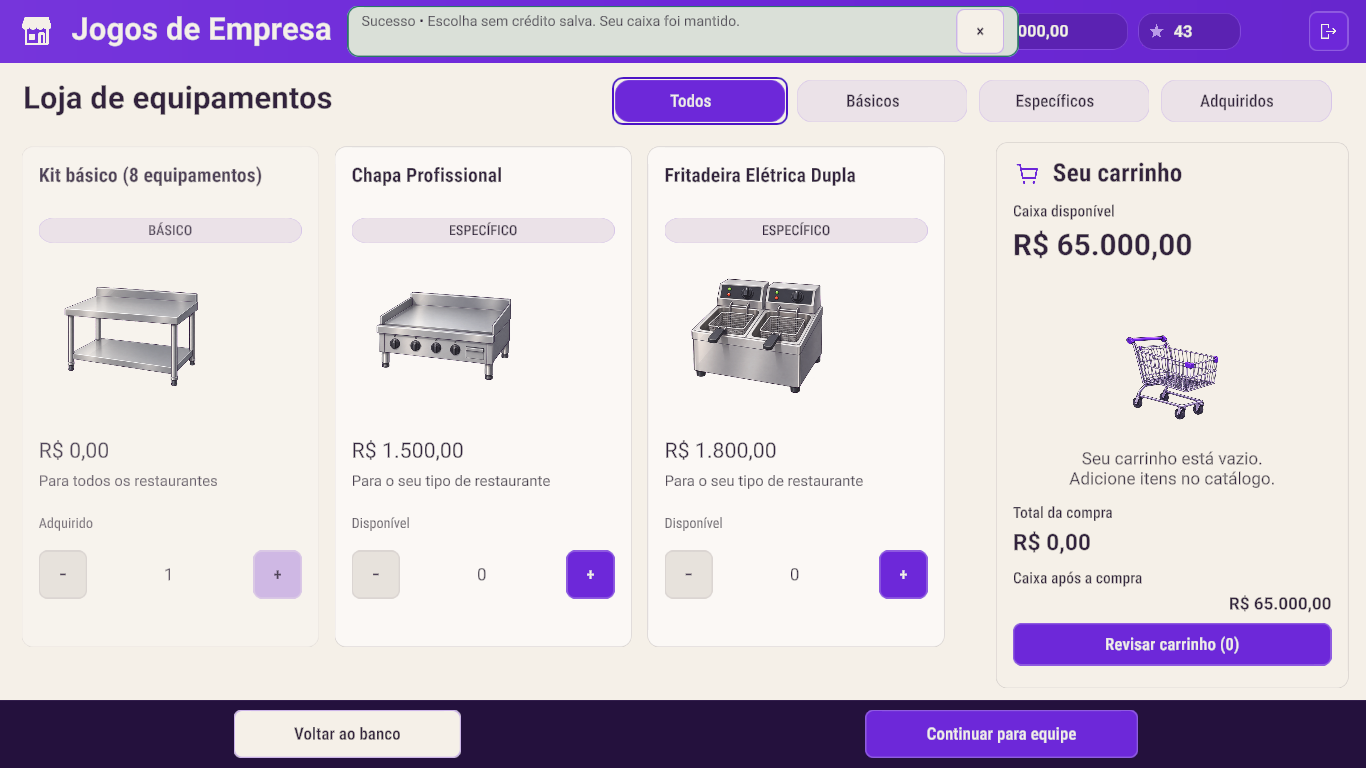 Jogos de Empresa
Sucesso • Escolha sem crédito salva. Seu caixa foi mantido.
×
000,00
43
Loja de equipamentos
Todos
Básicos
Específicos
Adquiridos
Kit básico (8 equipamentos)
BÁSICO
R$ 0,00
Para todos os restaurantes
Adquirido
- 1 +
Chapa Profissional
ESPECÍFICO
R$ 1.500,00
Para o seu tipo de restaurante
Disponível
- 0 +
Fritadeira Elétrica Dupla
ESPECÍFICO
R$ 1.800,00
Para o seu tipo de restaurante
Disponível
- 0 +
Seu carrinho
Caixa disponível
R$ 65.000,00
Seu carrinho está vazio.
Adicione itens no catálogo.
Total da compra
R$ 0,00
Caixa após a compra
R$ 65.000,00
Revisar carrinho (0)
Voltar ao banco
Continuar para equipe